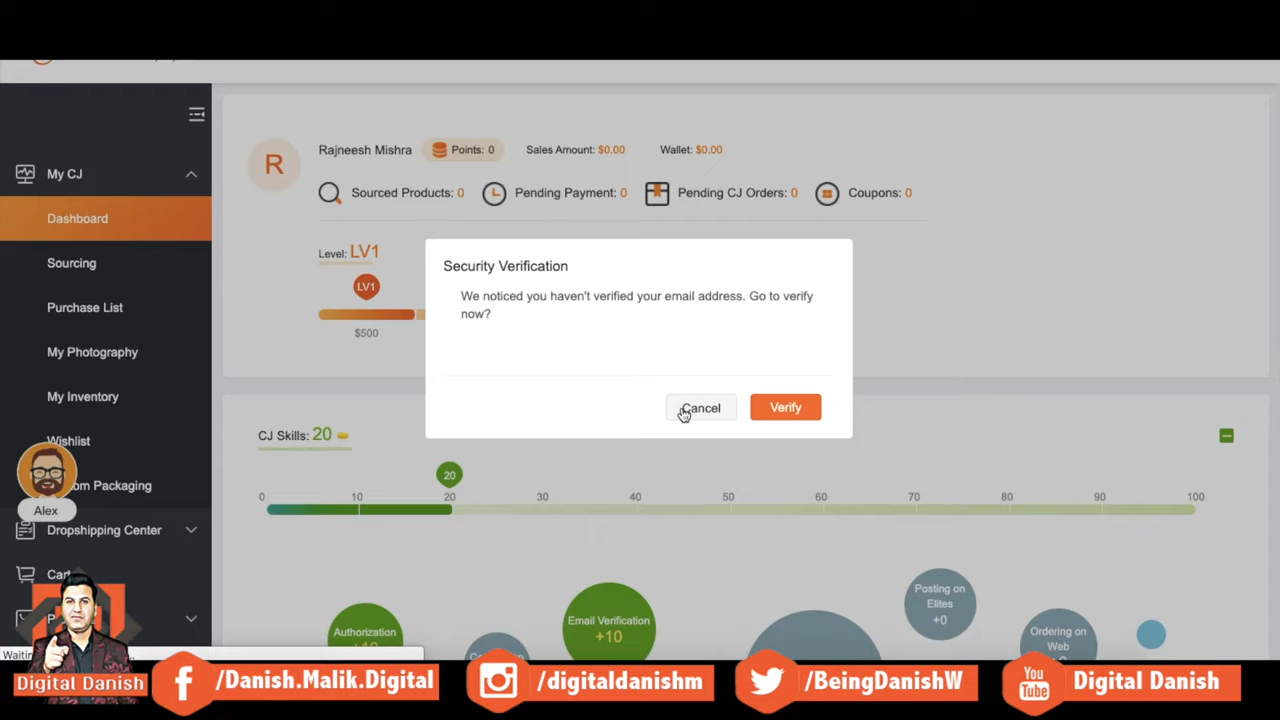 Rajneesh Mishra
Points: 0
Sales Amount: $0.00
Wallet: $0.00
My CJ
Sourced Products: 0
Pending Payment: 0
Pending CJ Orders: 0
Coupons: 0
Dashboard
Level: LV1
Sourcing
LV1
Purchase List
$500
My Photography
My Inventory
Wishlist
om Packaging
Alex
Dropshipping Center
Cart
Security Verification
We noticed you haven't verified your email address. Go to verify
now?
Cancel
Verify
CJ Skills: 20
20
0 10 20 30 40 50 60 70 80 90 100
Authorization
Email Verification
+10
Posting on
Elites
+0
Ordering on
Web
Waiting
Digital Danish
/Danish.Malik.Digital
/digitaldanishm
/BeingDanishW
You
Tube
Digital Danish